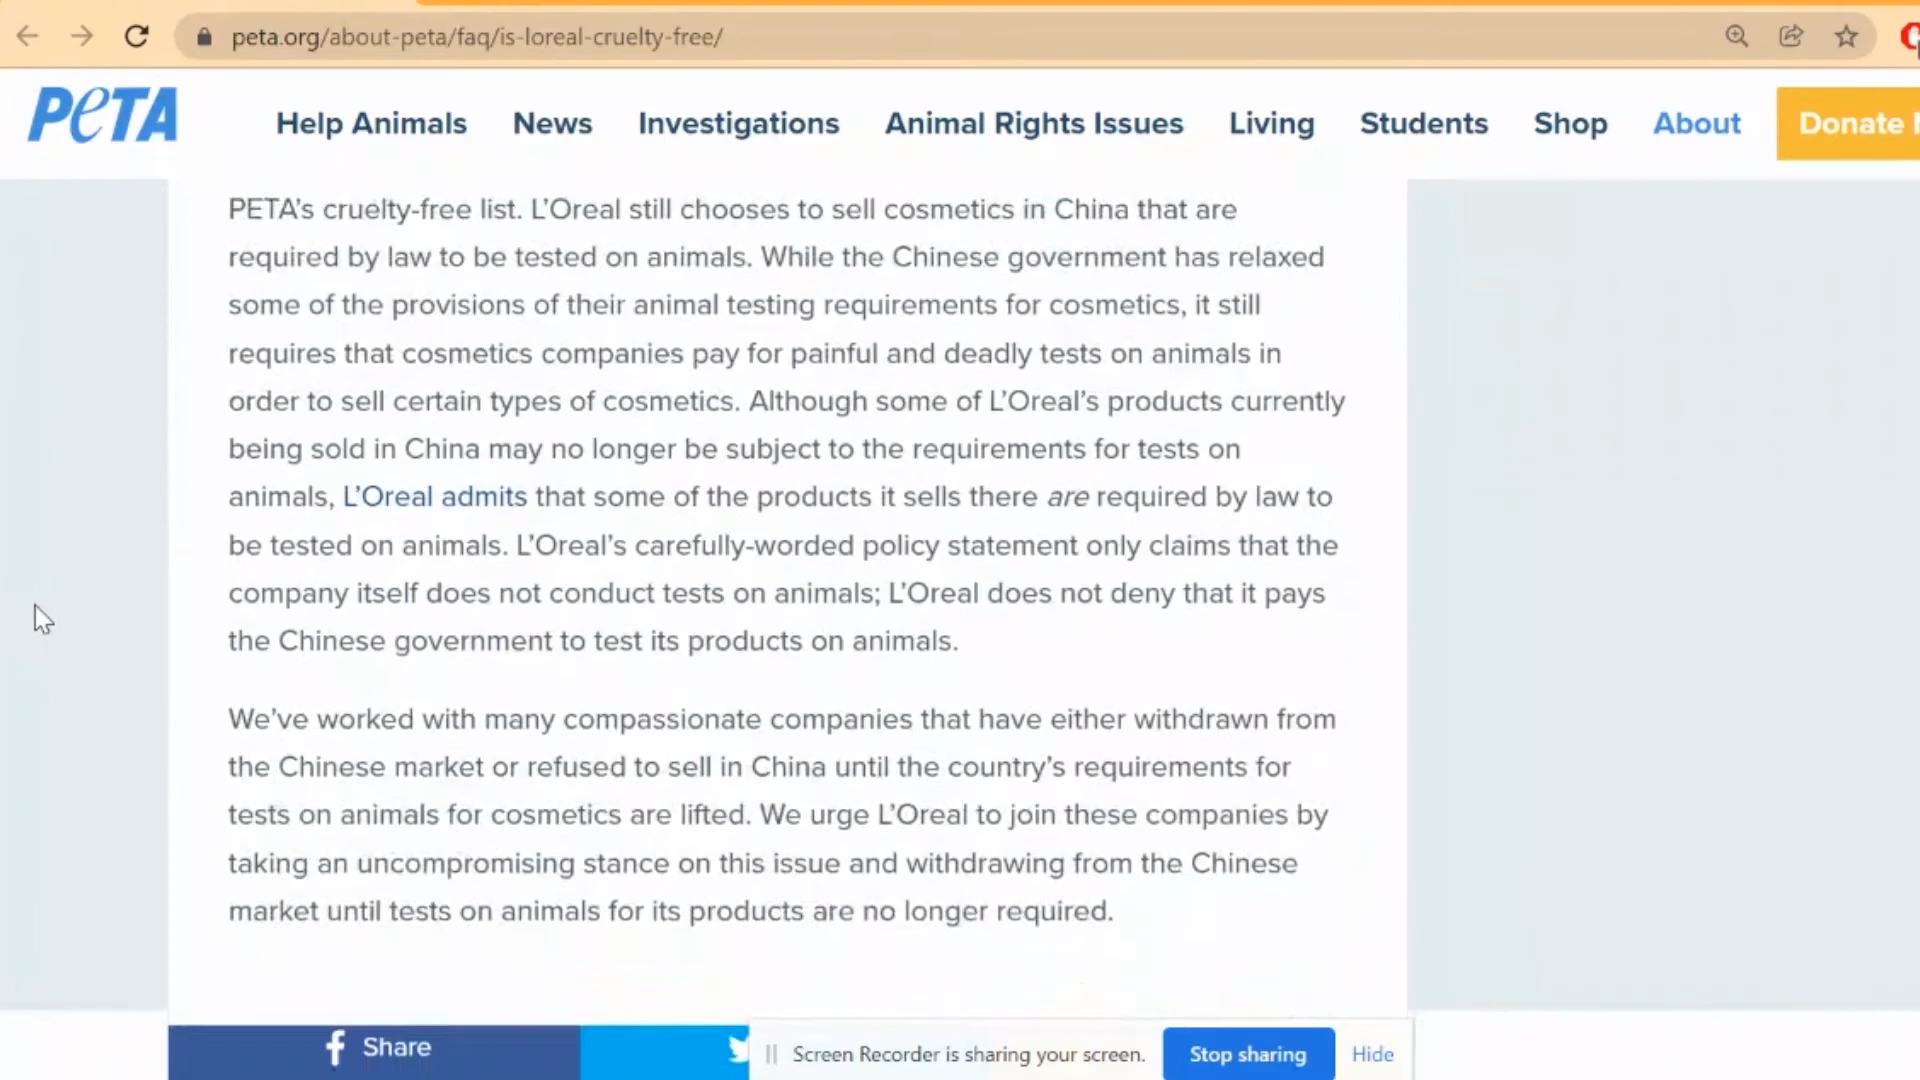 peta.org/about-peta/faq/is-loreal-cruelty-free/
PETA
Help Animals News Investigations Animal Rights Issues Living Students Shop About Donate
PETA's cruelty-free list. L'Oreal still chooses to sell cosmetics in China that are
required by law to be tested on animals. While the Chinese government has relaxed
some of the provisions of their animal testing requirements for cosmetics, it still
requires that cosmetics companies pay for painful and deadly tests on animals in
order to sell certain types of cosmetics. Although some of L'Oreal's products currently
being sold in China may no longer be subject to the requirements for tests on
animals, L'Oreal admits that some of the products it sells there are required by law to
be tested on animals. L'Oreal's carefully-worded policy statement only claims that the
company itself does not conduct tests on animals; L'Oreal does not deny that it pays
the Chinese government to test its products on animals.
We've worked with many compassionate companies that have either withdrawn from
the Chinese market or refused to sell in China until the country's requirements for
tests on animals for cosmetics are lifted. We urge L'Oreal to join these companies by
taking an uncompromising stance on this issue and withdrawing from the Chinese
market until tests on animals for its products are no longer required.
Share
Screen Recorder is sharing your screen. Stop sharing Hide